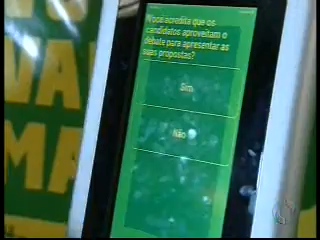 Você acredita que os
candidatos aproveitam o
debate para apresentar as
suas propostas?
Sim
Não